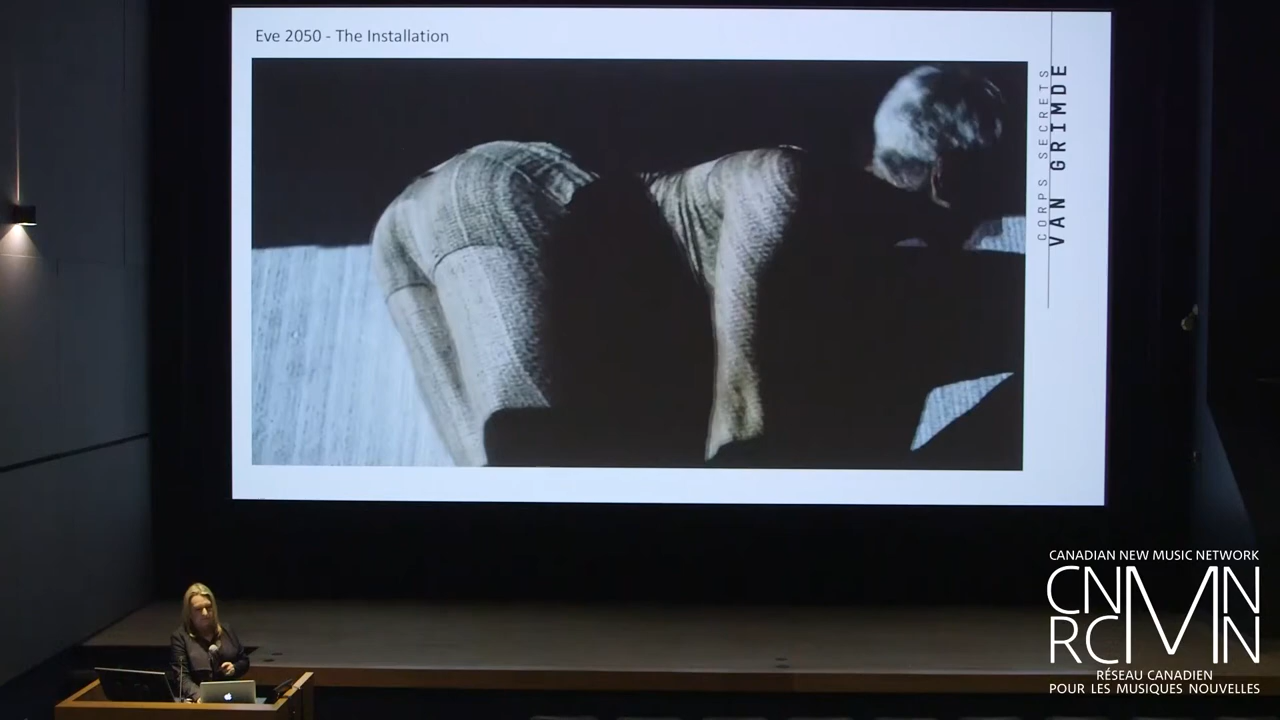 Eve 2050 - The Installation
CORPS SECRETS
VAN GRIMDE
CANADIAN NEW MUSIC NETWORK
CNMN
RCMN
RÉSEAU CANADIEN
POUR LES MUSIQUES NOUVELLES